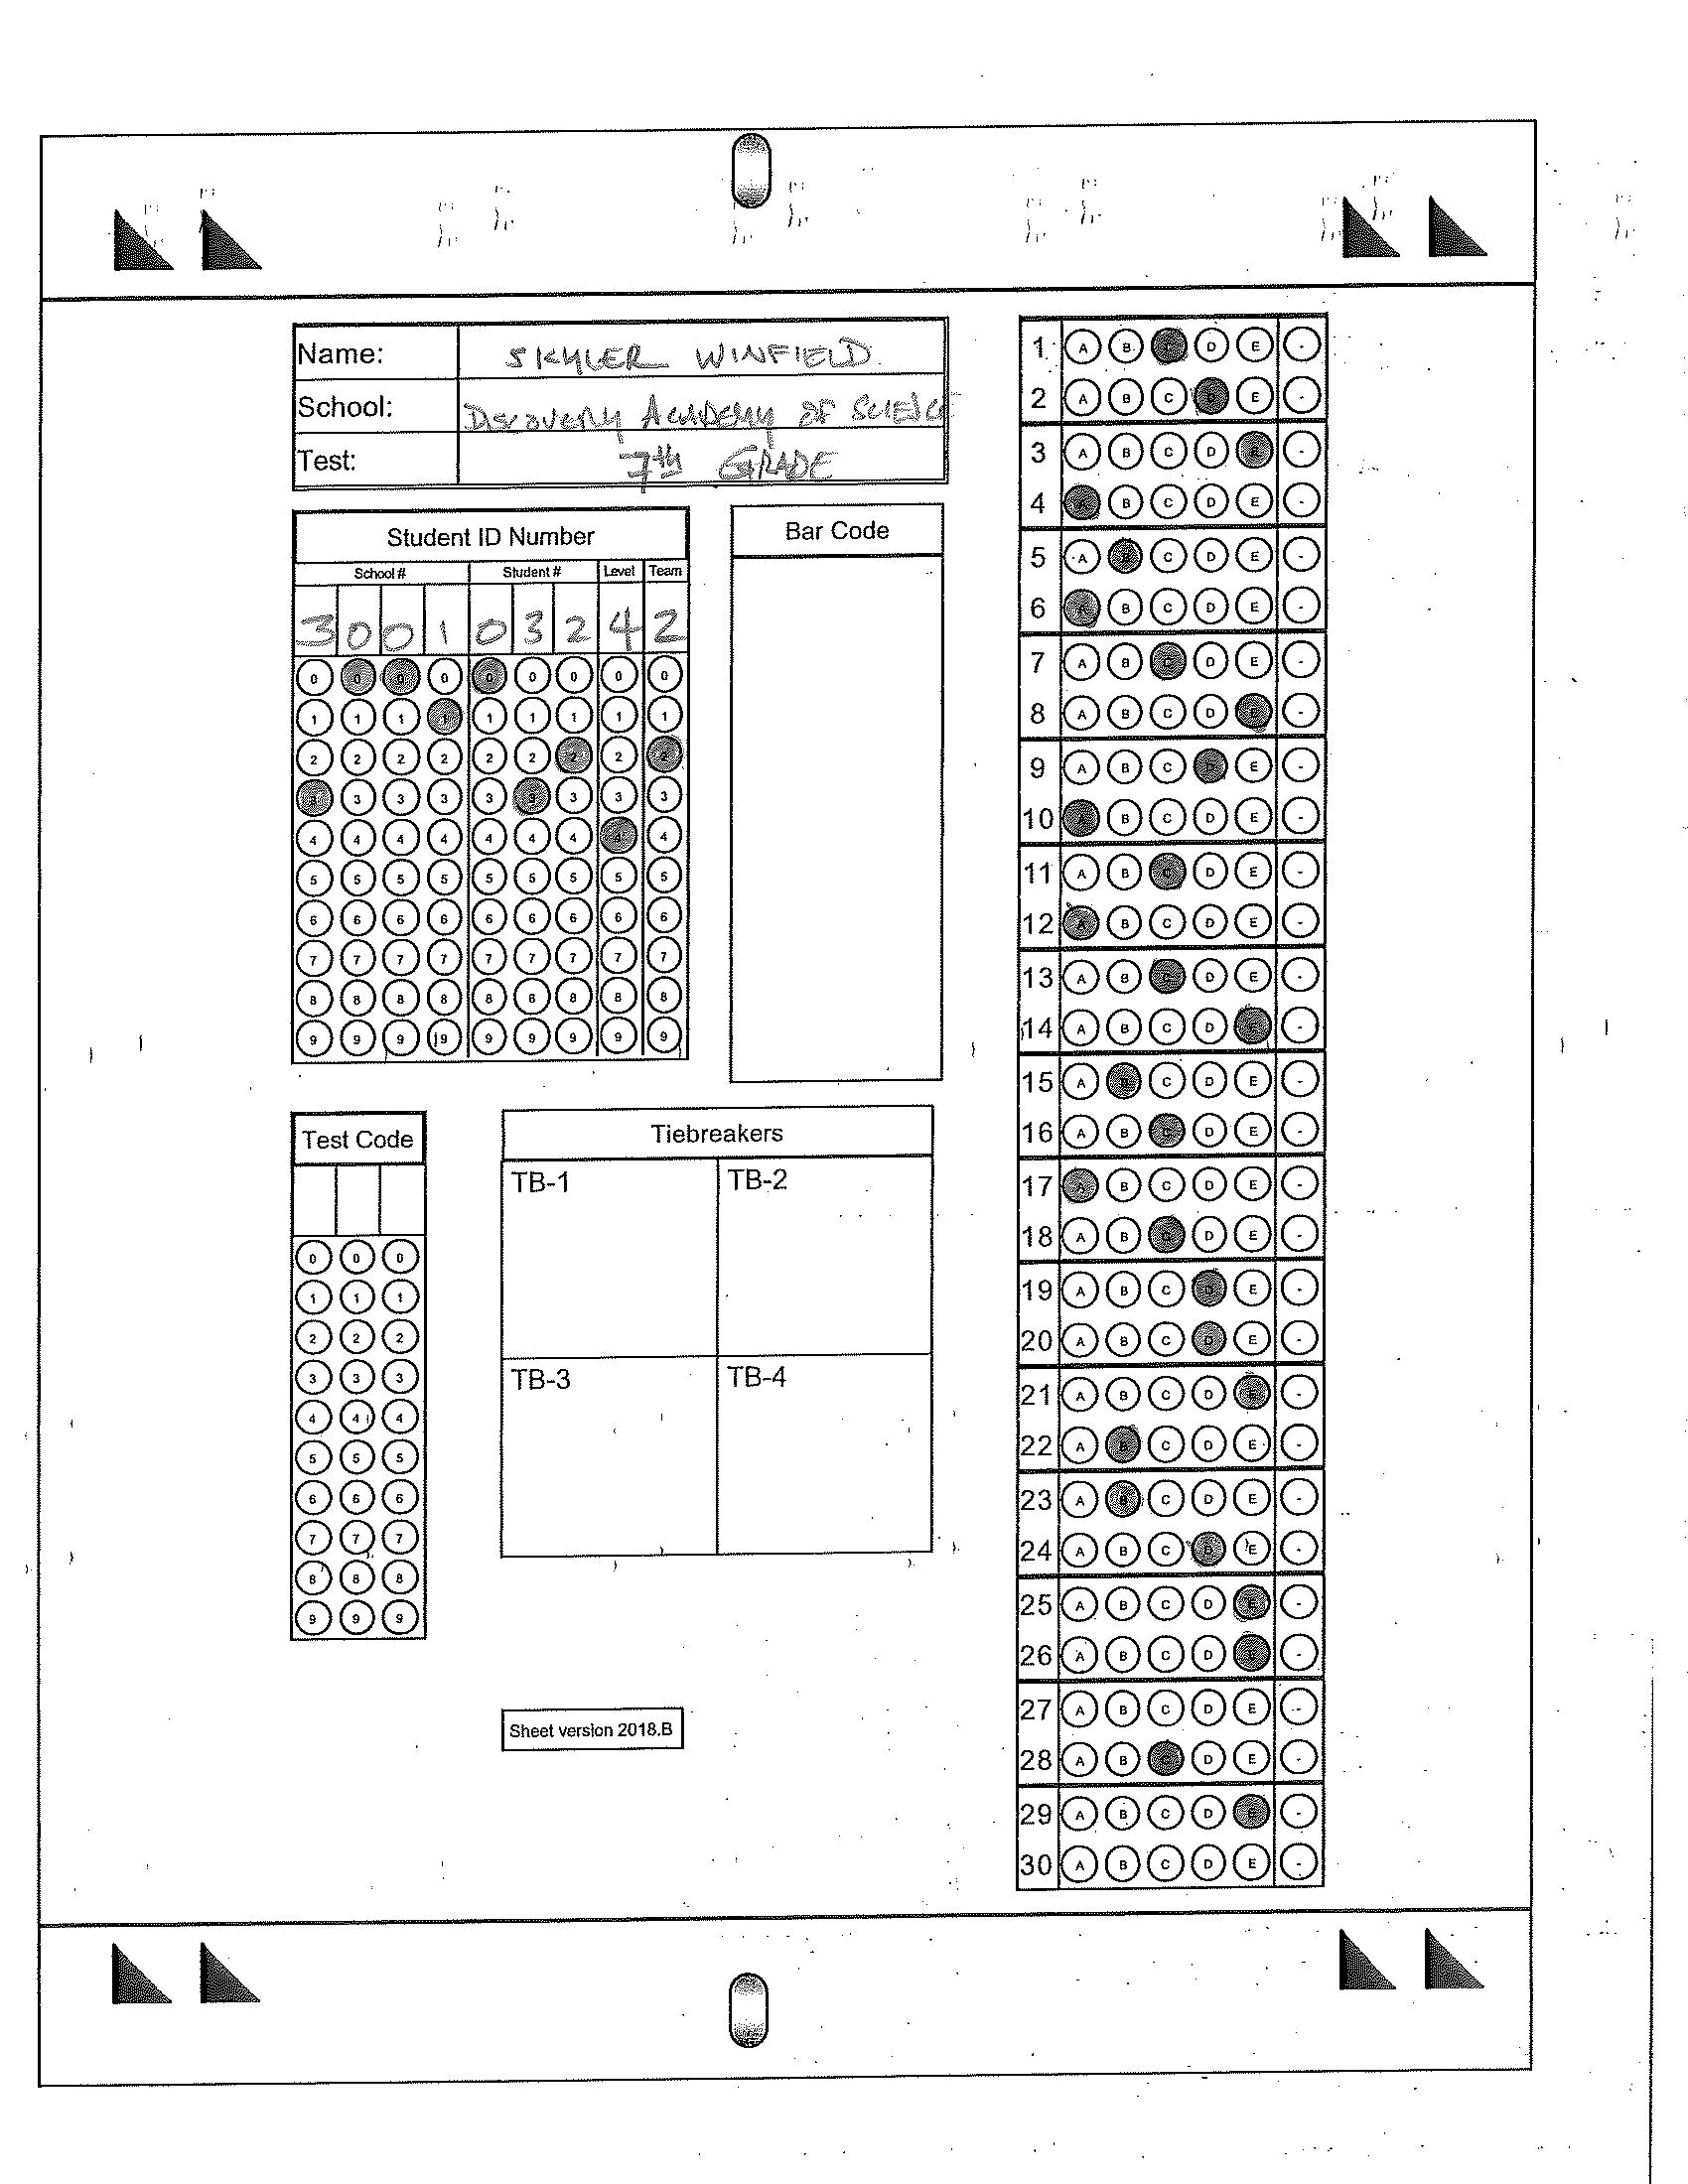 Name: SKYLER WINFIELD
School: DISCOVERY ACADEMY OF SCIENCE
Test: 7th GRADE
Student ID Number
School # Student # Level Team
3 0 0 1 0 3 2 4 2
0 0 0 0 0 0 0 0 0
1 1 1 1 1 1 1 1 1
2 2 2 2 2 2 2 2 2
3 3 3 3 3 3 3 3 3
4 4 4 4 4 4 4 4 4
5 5 5 5 5 5 5 5 5
6 6 6 6 6 6 6 6 6
7 7 7 7 7 7 7 7 7
8 8 8 8 8 8 8 8 8
9 9 9 9 9 9 9 9 9
Bar Code
Test Code
0 0 0
1 1 1
2 2 2
3 3 3
4 4 4
5 5 5
6 6 6
7 7 7
8 8 8
9 9 9
Tiebreakers
TB-1 TB-2
TB-3 TB-4
Sheet version 2018.B
1 A B C D E -
2 A B C D E -
3 A B C D E -
4 A B C D E -
5 A B C D E -
6 A B C D E -
7 A B C D E -
8 A B C D E -
9 A B C D E -
10 A B C D E -
11 A B C D E -
12 A B C D E -
13 A B C D E -
14 A B C D E -
15 A B C D E -
16 A B C D E -
17 A B C D E -
18 A B C D E -
19 A B C D E -
20 A B C D E -
21 A B C D E -
22 A B C D E -
23 A B C D E -
24 A B C D E -
25 A B C D E -
26 A B C D E -
27 A B C D E -
28 A B C D E -
29 A B C D E -
30 A B C D E -